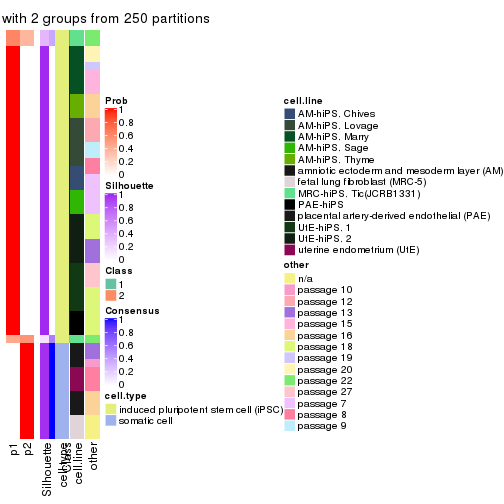 with 2 groups from 250 partitions
Prob
1
0.8
0.6
0.4
0.2
0
Silhouette
1
0.8
0.6
0.4
0.2
0
Class
1
2
Consensus
1
0.8
0.6
0.4
0.2
0
cell.type
induced pluripotent stem cell (iPSC)
somatic cell
cell.line
AM-hiPS. Chives
AM-hiPS. Lovage
AM-hiPS. Marry
AM-hiPS. Sage
AM-hiPS. Thyme
amniotic ectoderm and mesoderm layer (AM)
fetal lung fibroblast (MRC-5)
MRC-hiPS. Tic(JCRB1331)
PAE-hiPS
placental artery-derived endothelial (PAE)
UtE-hiPS. 1
UtE-hiPS. 2
uterine endometrium (UtE)
other
n/a
passage 10
passage 12
passage 13
passage 15
passage 16
passage 18
passage 19
passage 20
passage 22
passage 27
passage 7
passage 8
passage 9
p1
p2
Silhouette
Class
cell.type
cell.line
other